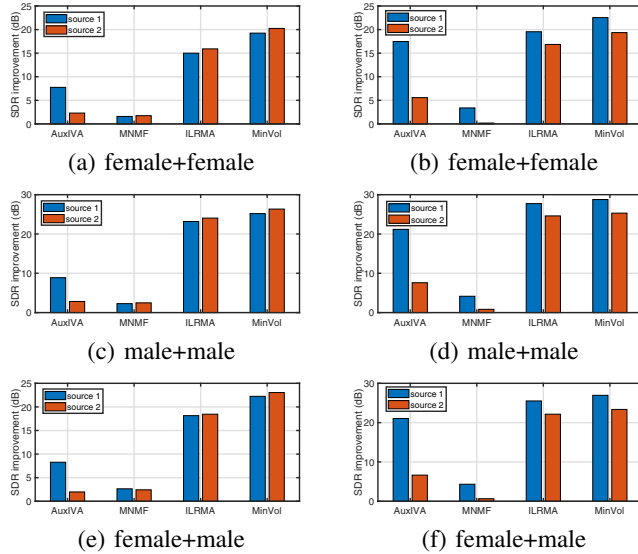 25
20
15
10
5
0
SDR improvement (dB)
source 1
source 2
AuxIVA MNMF ILRMA MinVol
(a) female+female
25
20
15
10
5
0
SDR improvement (dB)
source 1
source 2
AuxIVA MNMF ILRMA MinVol
(b) female+female
30
20
10
0
SDR improvement (dB)
source 1
source 2
AuxIVA MNMF ILRMA MinVol
(c) male+male
30
20
10
0
SDR improvement (dB)
source 1
source 2
AuxIVA MNMF ILRMA MinVol
(d) male+male
25
20
15
10
5
0
SDR improvement (dB)
source 1
source 2
AuxIVA MNMF ILRMA MinVol
(e) female+male
30
20
10
0
SDR improvement (dB)
source 1
source 2
AuxIVA MNMF ILRMA MinVol
(f) female+male